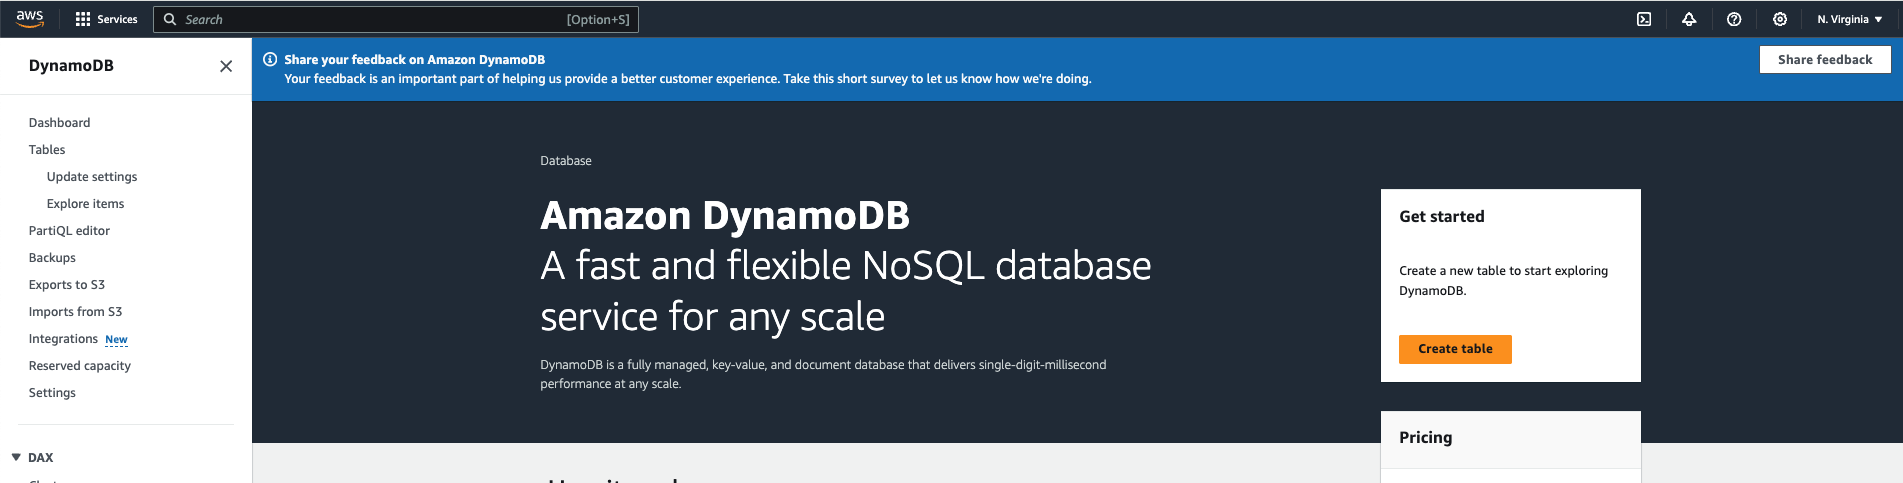 aws
Services
Search
[Option+S]
N. Virginia
DynamoDB
Share your feedback on Amazon DynamoDB
Your feedback is an important part of helping us provide a better customer experience. Take this short survey to let us know how we're doing.
Share feedback
Dashboard
Tables
Update settings
Explore items
PartiQL editor
Backups
Exports to S3
Imports from S3
Integrations New
Reserved capacity
Settings
DAX
Database
Amazon DynamoDB
A fast and flexible NoSQL database
service for any scale
DynamoDB is a fully managed, key-value, and document database that delivers single-digit-millisecond
performance at any scale.
Get started
Create a new table to start exploring
DynamoDB.
Create table
Pricing